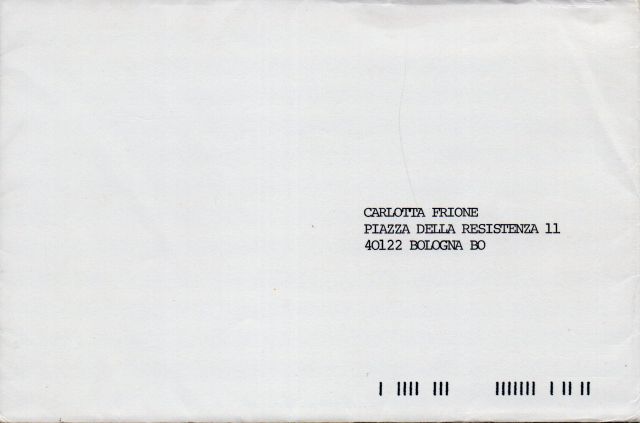 CARLOTTA FRIONE
PIAZZA DELLA RESISTENZA 11
40122 BOLOGNA BO